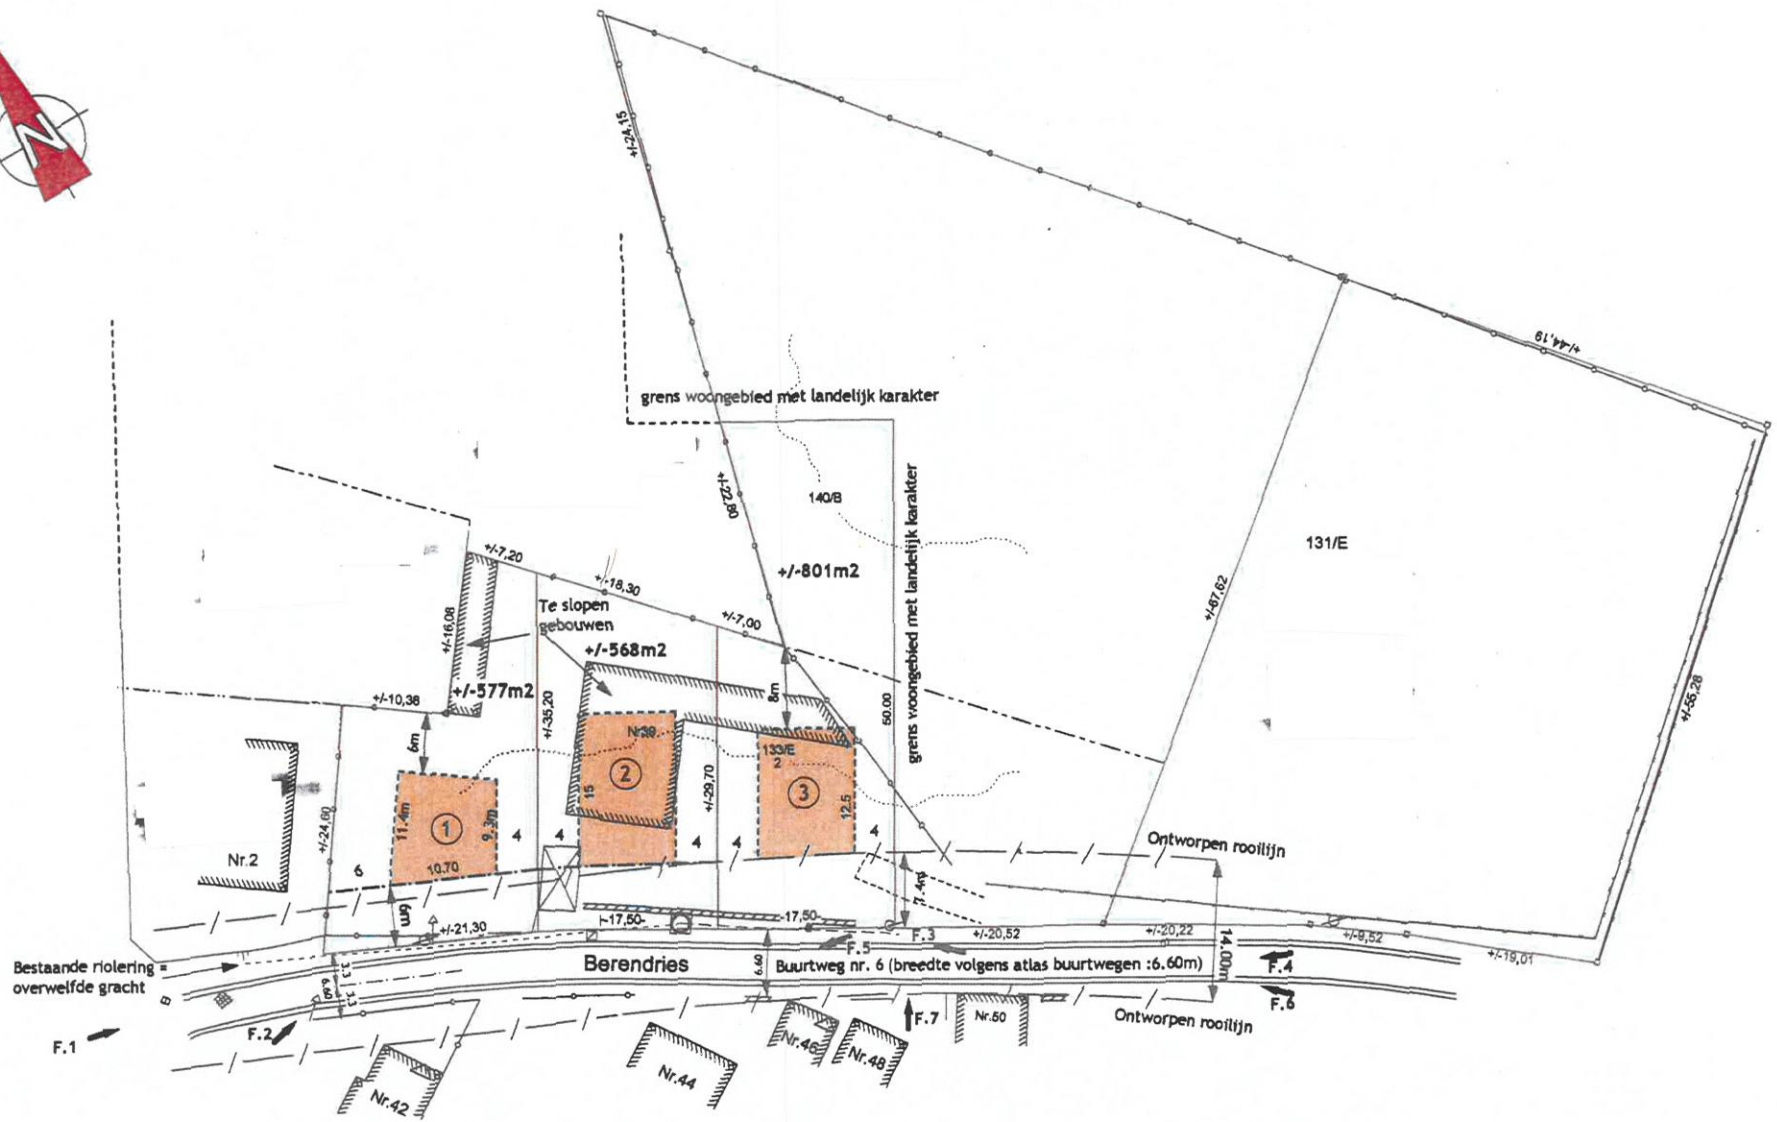 N
+/-24,15
+/-44,19
grens woongebied met landelijk karakter
+/-22,80
140/B
grens woongebied met landelijk karakter
131/E
+/-67,62
+/-55,28
+/-7,20
+/-18,30
+/-801m2
Te slopen
gebouwen
+/-7,00
+/-16,08
+/-568m2
+/-577m2
+/-10,36
+/-35,20
8m
50.00
6m
Nr39
133/E
2
+/-29,70
2
3
15
12.5
11.4m
9.3m
1
+/-24,60
Nr.2
6
10.70
4
4
4
4
4
Ontworpen rooilijn
7.4m
6m
+/-21,30
17,50
17,50
F.3
F.5
+/-20,52
+/-20,22
14.00m
+/-9,52
+/-19,01
Bestaande riolering =
overwelfde gracht
3.3
6.60
3.3
Berendries
6.60
Buurtweg nr. 6 (breedte volgens atlas buurtwegen :6.60m)
F.4
F.6
F.1
F.2
F.7
Nr.50
Ontworpen rooilijn
Nr.46
Nr.48
Nr.44
Nr.42